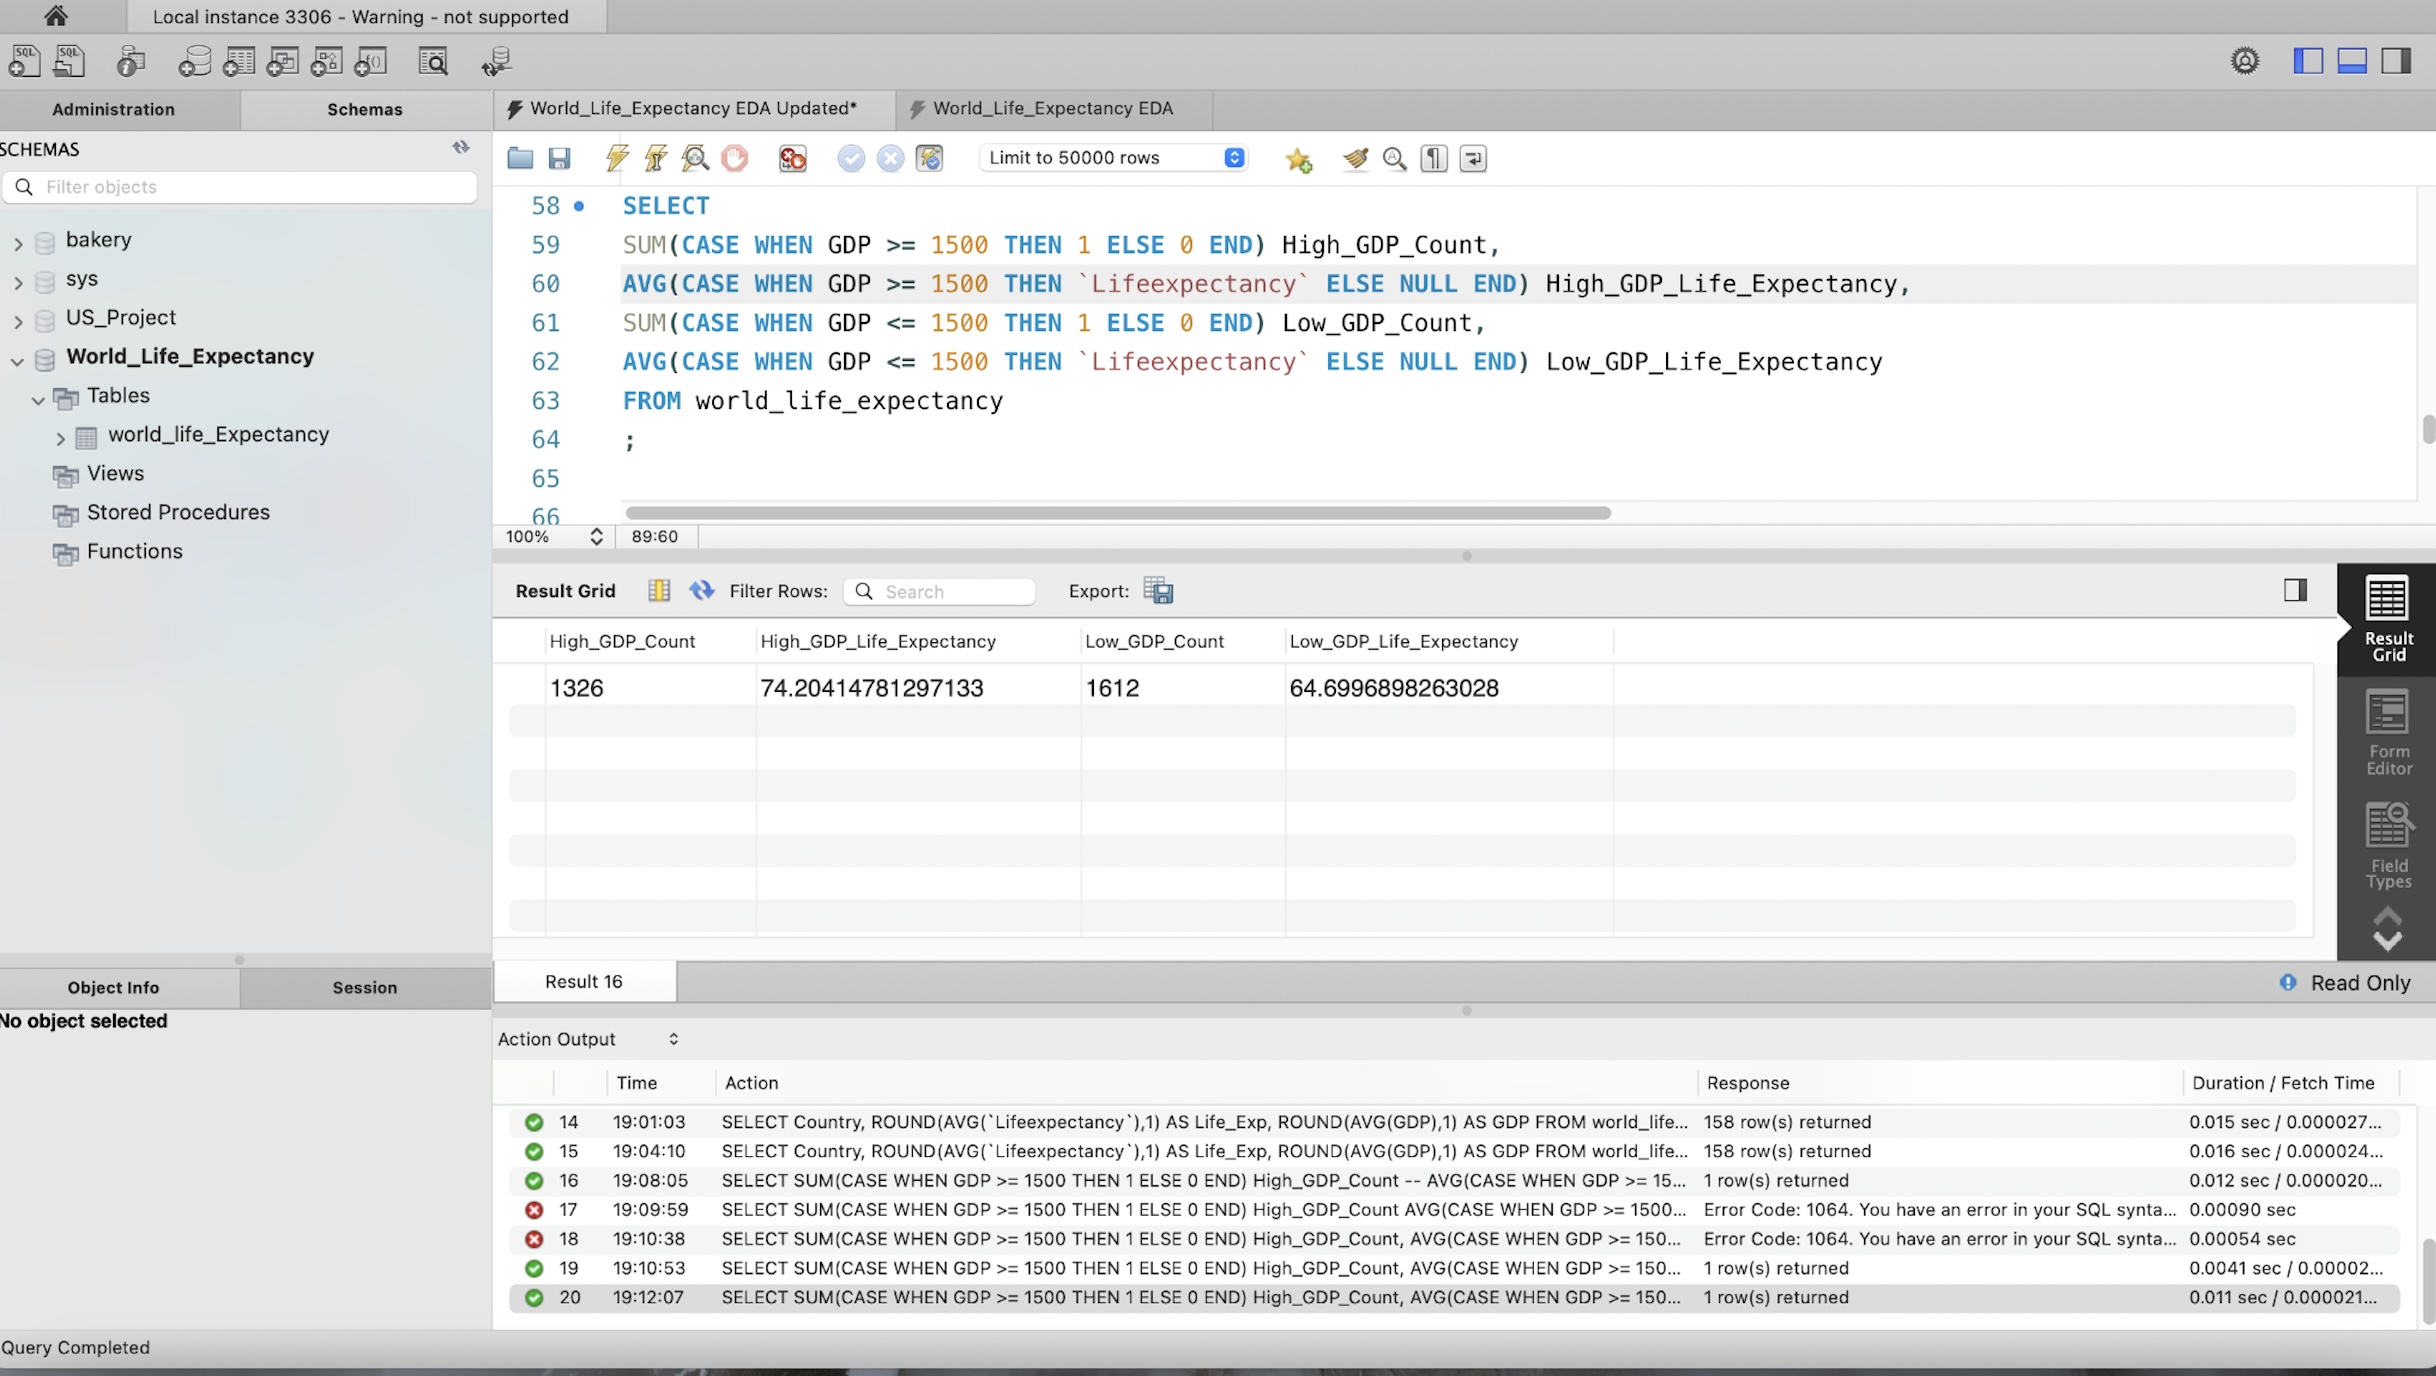 Local instance 3306 - Warning - not supported
Administration
Schemas
World_Life_Expectancy EDA Updated*
World_Life_Expectancy EDA
SCHEMAS
Filter objects
Limit to 50000 rows
bakery
sys
US_Project
World_Life_Expectancy
Tables
world_life_Expectancy
Views
Stored Procedures
Functions
58 SELECT
59 SUM(CASE WHEN GDP >= 1500 THEN 1 ELSE 0 END) High_GDP_Count,
60 AVG(CASE WHEN GDP >= 1500 THEN `Lifeexpectancy` ELSE NULL END) High_GDP_Life_Expectancy,
61 SUM(CASE WHEN GDP <= 1500 THEN 1 ELSE 0 END) Low_GDP_Count,
62 AVG(CASE WHEN GDP <= 1500 THEN `Lifeexpectancy` ELSE NULL END) Low_GDP_Life_Expectancy
63 FROM world_life_expectancy
64 ;
65
66
100% 89:60
Result Grid Filter Rows: Search Export:
High_GDP_Count High_GDP_Life_Expectancy Low_GDP_Count Low_GDP_Life_Expectancy
1326 74.20414781297133 1612 64.6996898263028
Result Grid
Form Editor
Field Types
Object Info
Session
No object selected
Result 16
Read Only
Action Output
Time Action Response Duration / Fetch Time
14 19:01:03 SELECT Country, ROUND(AVG(`Lifeexpectancy`),1) AS Life_Exp, ROUND(AVG(GDP),1) AS GDP FROM world_life... 158 row(s) returned 0.015 sec / 0.000027...
15 19:04:10 SELECT Country, ROUND(AVG(`Lifeexpectancy`),1) AS Life_Exp, ROUND(AVG(GDP),1) AS GDP FROM world_life... 158 row(s) returned 0.016 sec / 0.000024...
16 19:08:05 SELECT SUM(CASE WHEN GDP >= 1500 THEN 1 ELSE 0 END) High_GDP_Count -- AVG(CASE WHEN GDP >= 15... 1 row(s) returned 0.012 sec / 0.000020...
17 19:09:59 SELECT SUM(CASE WHEN GDP >= 1500 THEN 1 ELSE 0 END) High_GDP_Count AVG(CASE WHEN GDP >= 1500... Error Code: 1064. You have an error in your SQL synta... 0.00090 sec
18 19:10:38 SELECT SUM(CASE WHEN GDP >= 1500 THEN 1 ELSE 0 END) High_GDP_Count, AVG(CASE WHEN GDP >= 150... Error Code: 1064. You have an error in your SQL synta... 0.00054 sec
19 19:10:53 SELECT SUM(CASE WHEN GDP >= 1500 THEN 1 ELSE 0 END) High_GDP_Count, AVG(CASE WHEN GDP >= 150... 1 row(s) returned 0.0041 sec / 0.00002...
20 19:12:07 SELECT SUM(CASE WHEN GDP >= 1500 THEN 1 ELSE 0 END) High_GDP_Count, AVG(CASE WHEN GDP >= 150... 1 row(s) returned 0.011 sec / 0.000021...
Query Completed